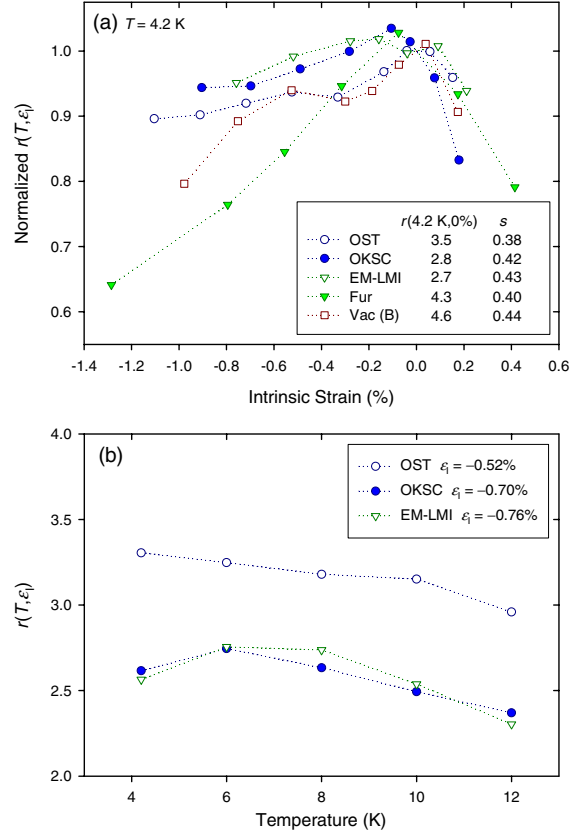 (a) T = 4.2 K
Normalized r(T,εI)
1.0
0.9
0.8
0.7
0.6
r(4.2 K,0%) s
OST 3.5 0.38
OKSC 2.8 0.42
EM-LMI 2.7 0.43
Fur 4.3 0.40
Vac (B) 4.6 0.44
-1.4 -1.2 -1.0 -0.8 -0.6 -0.4 -0.2 0.0 0.2 0.4 0.6
Intrinsic Strain (%)
(b)
r(T,εI)
4.0
3.5
3.0
2.5
2.0
OST εI = −0.52%
OKSC εI = −0.70%
EM-LMI εI = −0.76%
4 6 8 10 12
Temperature (K)